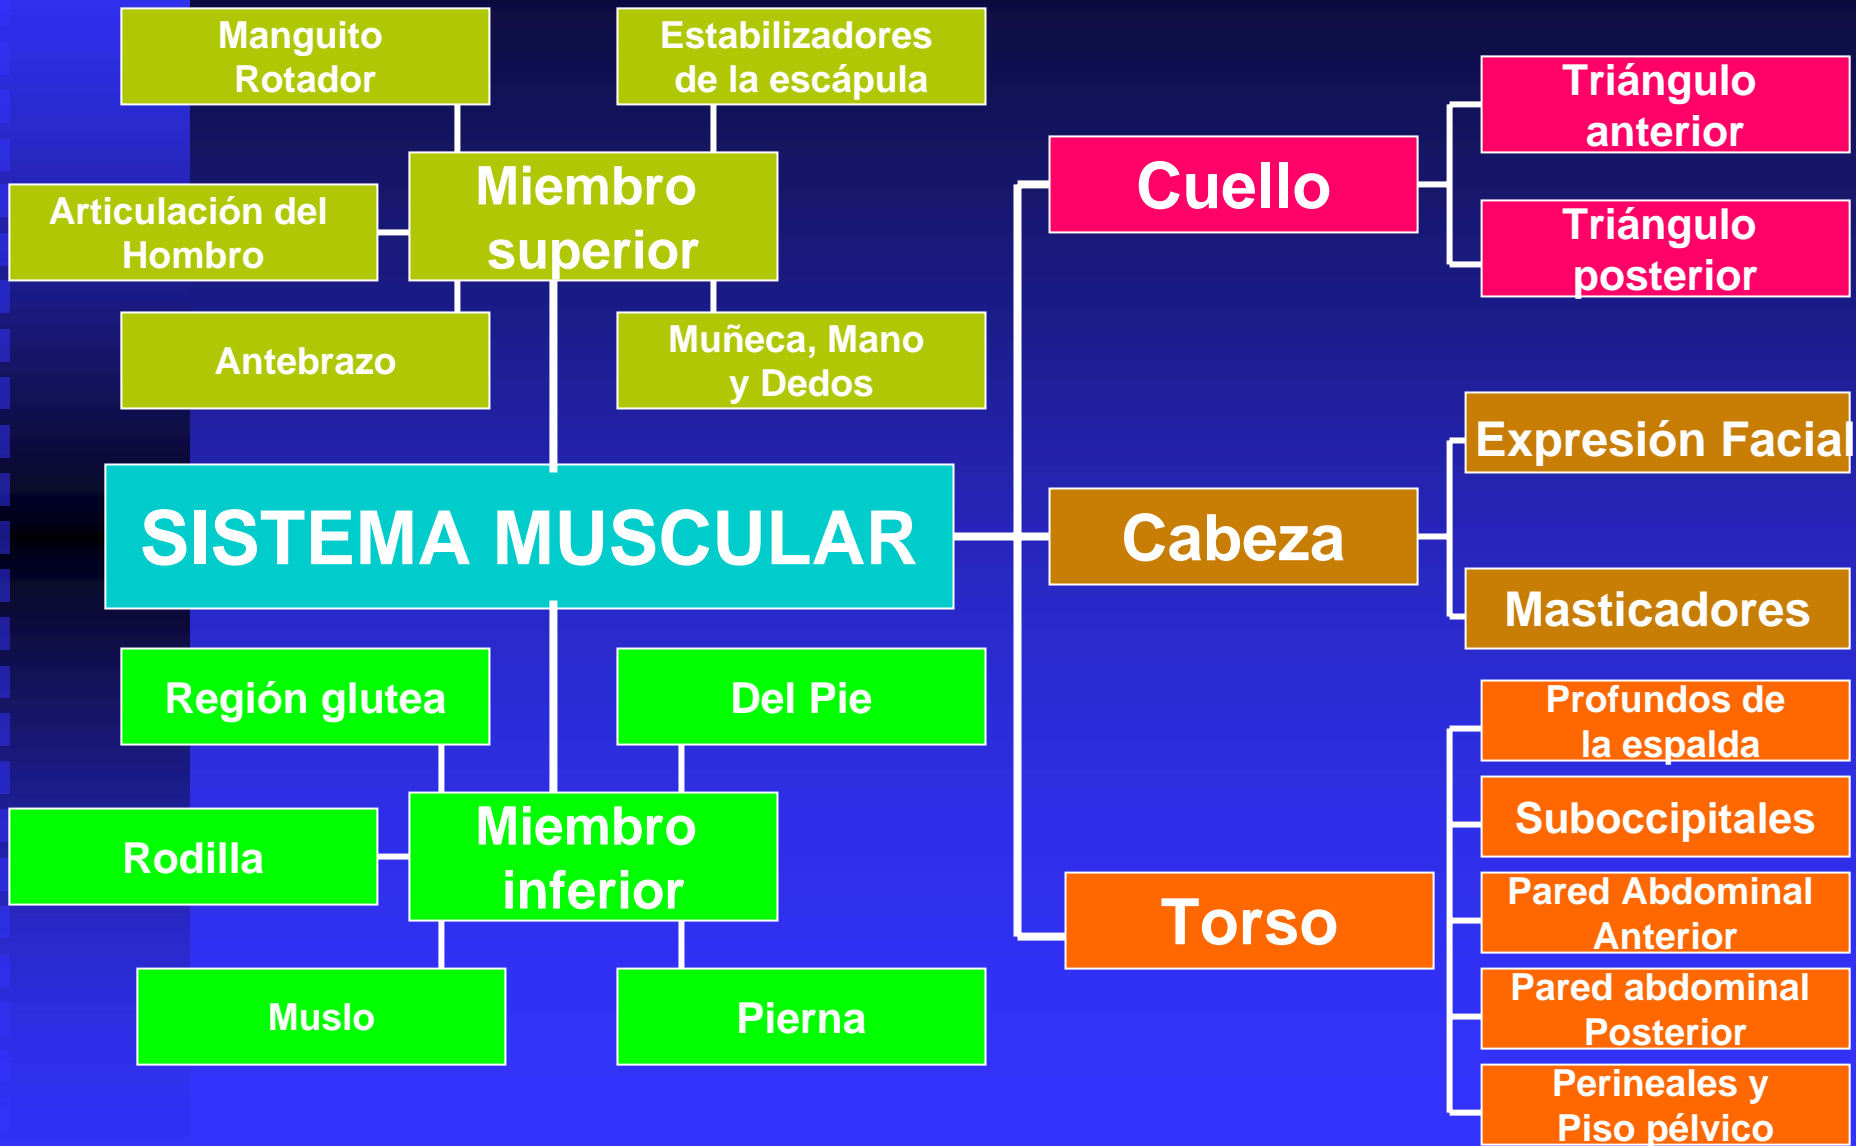 Manguito
Rotador
Estabilizadores
de la escápula
Miembro
superior
Articulación del
Hombro
Antebrazo
Muñeca, Mano
y Dedos
SISTEMA MUSCULAR
Región glutea
Del Pie
Miembro
inferior
Rodilla
Muslo
Pierna
Cuello
Triángulo
anterior
Triángulo
posterior
Cabeza
Expresión Facial
Masticadores
Torso
Profundos de
la espalda
Suboccipitales
Pared Abdominal
Anterior
Pared abdominal
Posterior
Perineales y
Piso pélvico